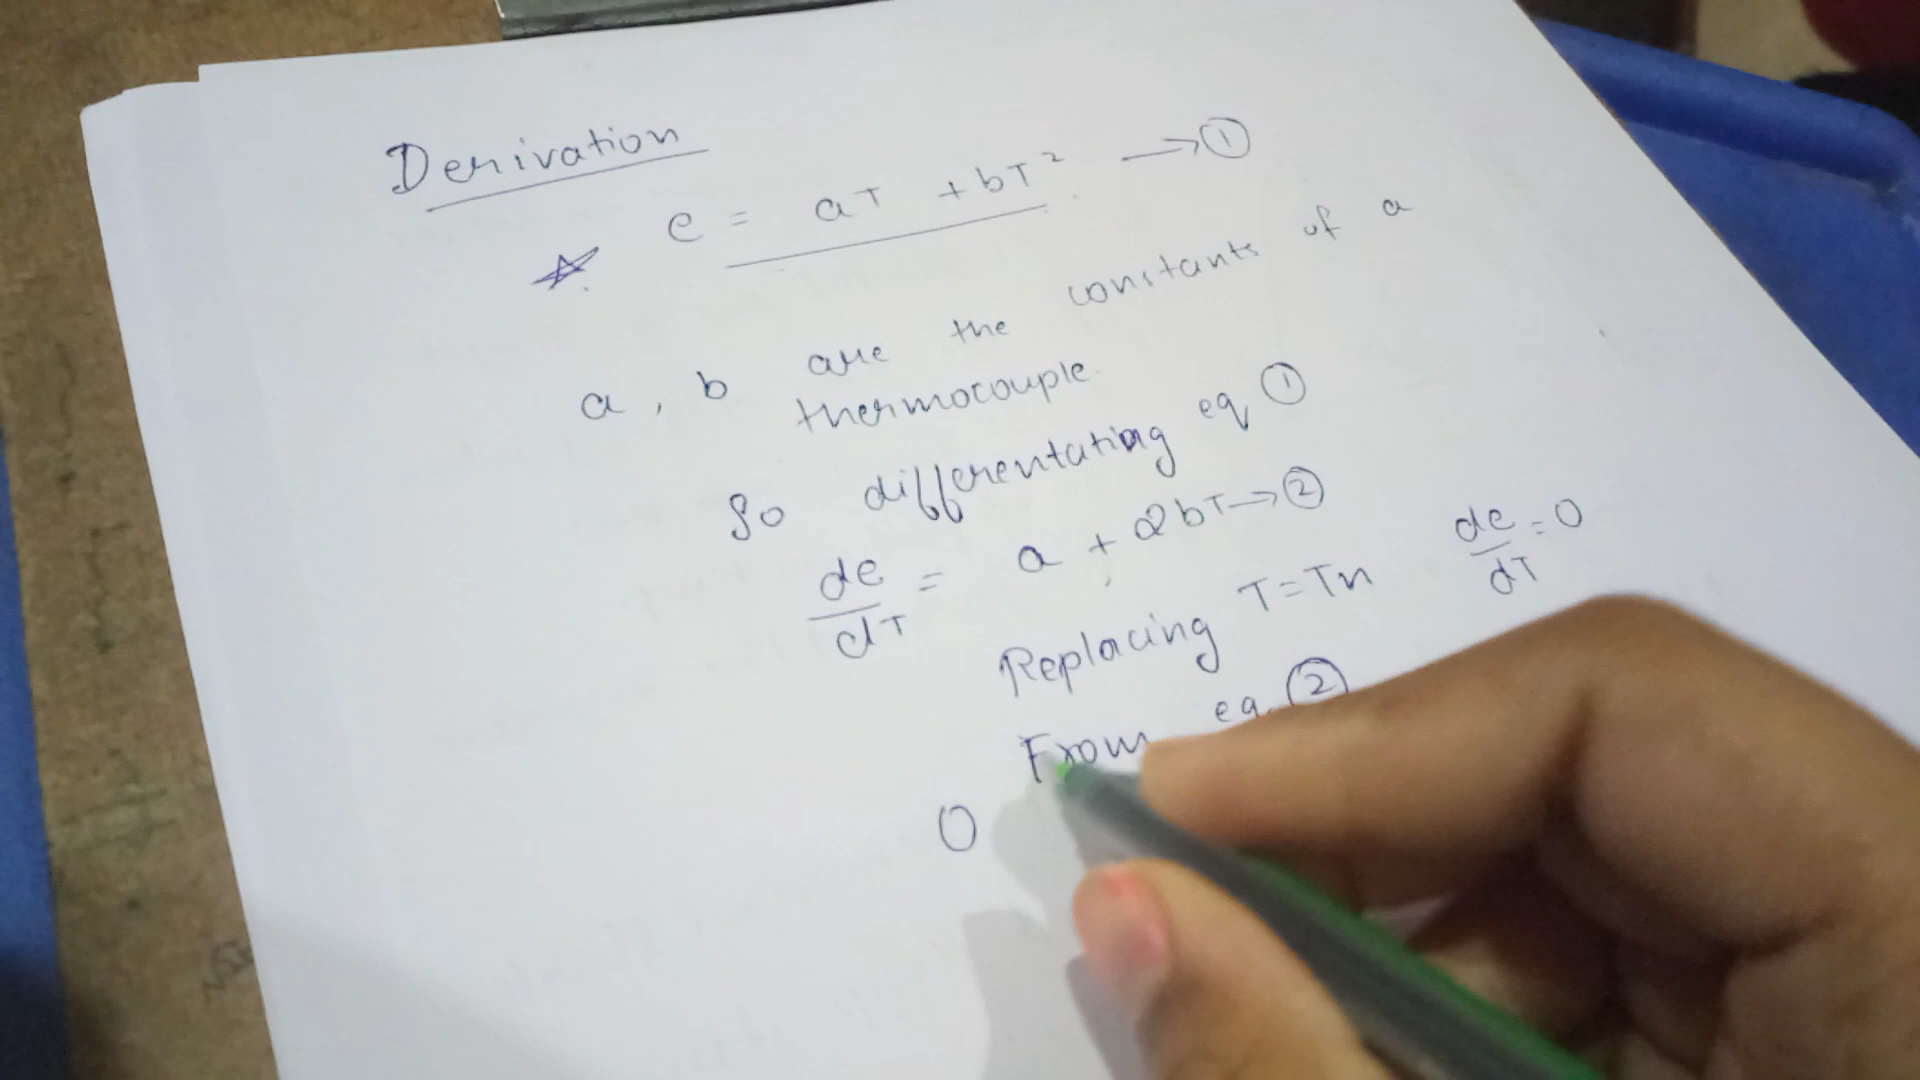 Derivation
e = aT + bT² → ①
a, b are the constants of a
thermocouple.
So differentating eq ①
de/dT = a + 2bT → ②
Replacing T = Tn de/dT = 0
From eq ②
0